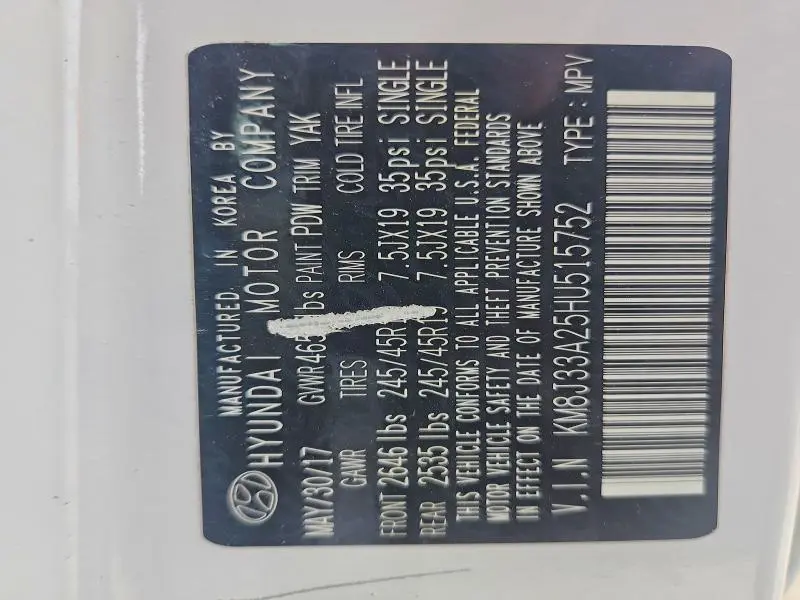 MANUFACTURED IN KOREA BY
HYUNDAI MOTOR COMPANY
MAY/30/17 GVWR 465 lbs PAINT PDW TRIM YAK
GAWR TIRES RIMS COLD TIRE INFL
FRONT 2646 lbs 245/45R 7.5JX19 35psi SINGLE
REAR 2535 lbs 245/45R19 7.5JX19 35psi SINGLE
THIS VEHICLE CONFORMS TO ALL APPLICABLE U.S.A. FEDERAL
MOTOR VEHICLE SAFETY AND THEFT PREVENTION STANDARDS
IN EFFECT ON THE DATE OF MANUFACTURE SHOWN ABOVE
V.I.N KM8J33A25HU515752 TYPE : MPV